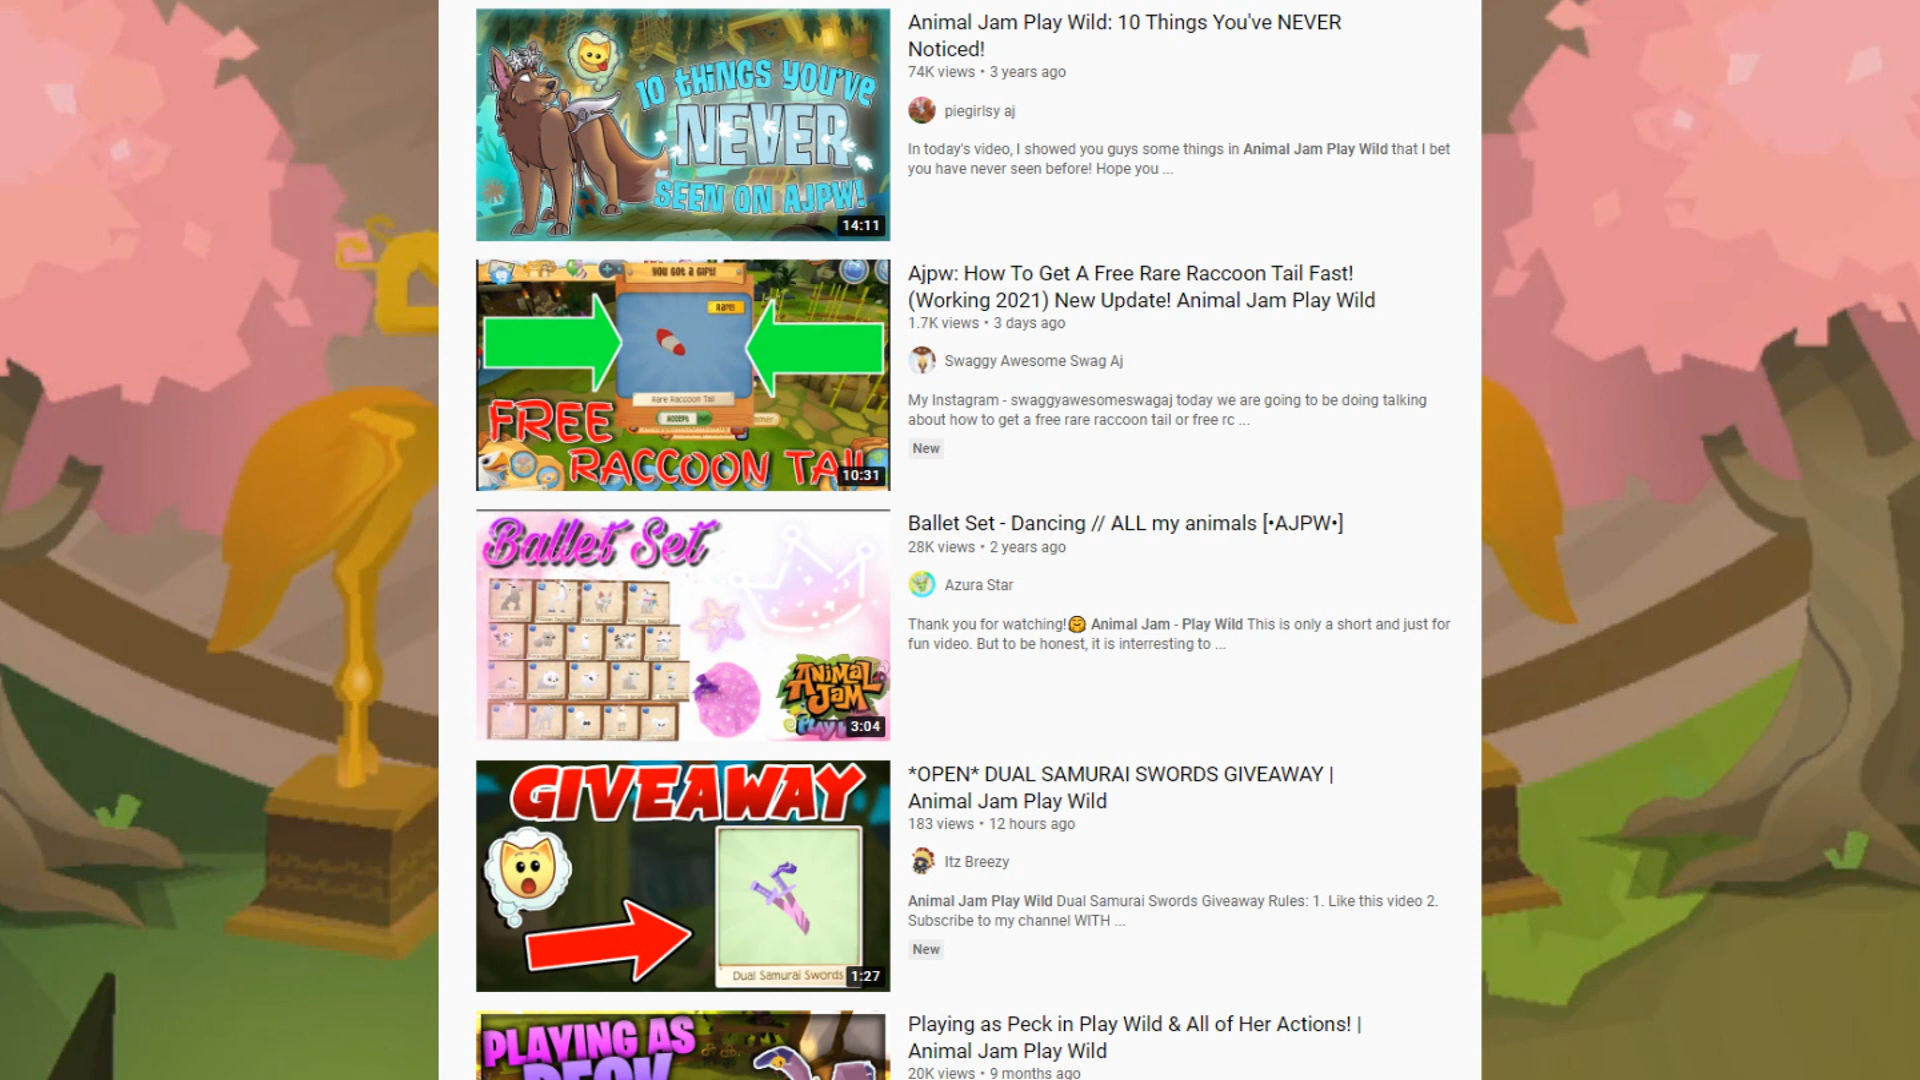 10 THINGS YOU'VE
NEVER
SEEN ON AJPW!
14:11
Animal Jam Play Wild: 10 Things You've NEVER
Noticed!
74K views • 3 years ago
piegirlsy aj
In today's video, I showed you guys some things in Animal Jam Play Wild that I bet
you have never seen before! Hope you ...
YOU GOT A GIFT!
RARE
Rare Raccoon Tail
ACCEPT
FREE
RACCOON TAIL
10:31
Ajpw: How To Get A Free Rare Raccoon Tail Fast!
(Working 2021) New Update! Animal Jam Play Wild
1.7K views • 3 days ago
Swaggy Awesome Swag Aj
My Instagram - swaggyawesomeswagaj today we are going to be doing talking
about how to get a free rare raccoon tail or free rc ...
New
Ballet Set
ANIMAL
JAM
3:04
Ballet Set - Dancing // ALL my animals [•AJPW•]
28K views • 2 years ago
Azura Star
Thank you for watching!🤗 Animal Jam - Play Wild This is only a short and just for
fun video. But to be honest, it is interresting to ...
GIVEAWAY
Dual Samurai Swords
1:27
*OPEN* DUAL SAMURAI SWORDS GIVEAWAY |
Animal Jam Play Wild
183 views • 12 hours ago
Itz Breezy
Animal Jam Play Wild Dual Samurai Swords Giveaway Rules: 1. Like this video 2.
Subscribe to my channel WITH ...
New
PLAYING AS
PECK
Playing as Peck in Play Wild & All of Her Actions! |
Animal Jam Play Wild
20K views • 9 months ago